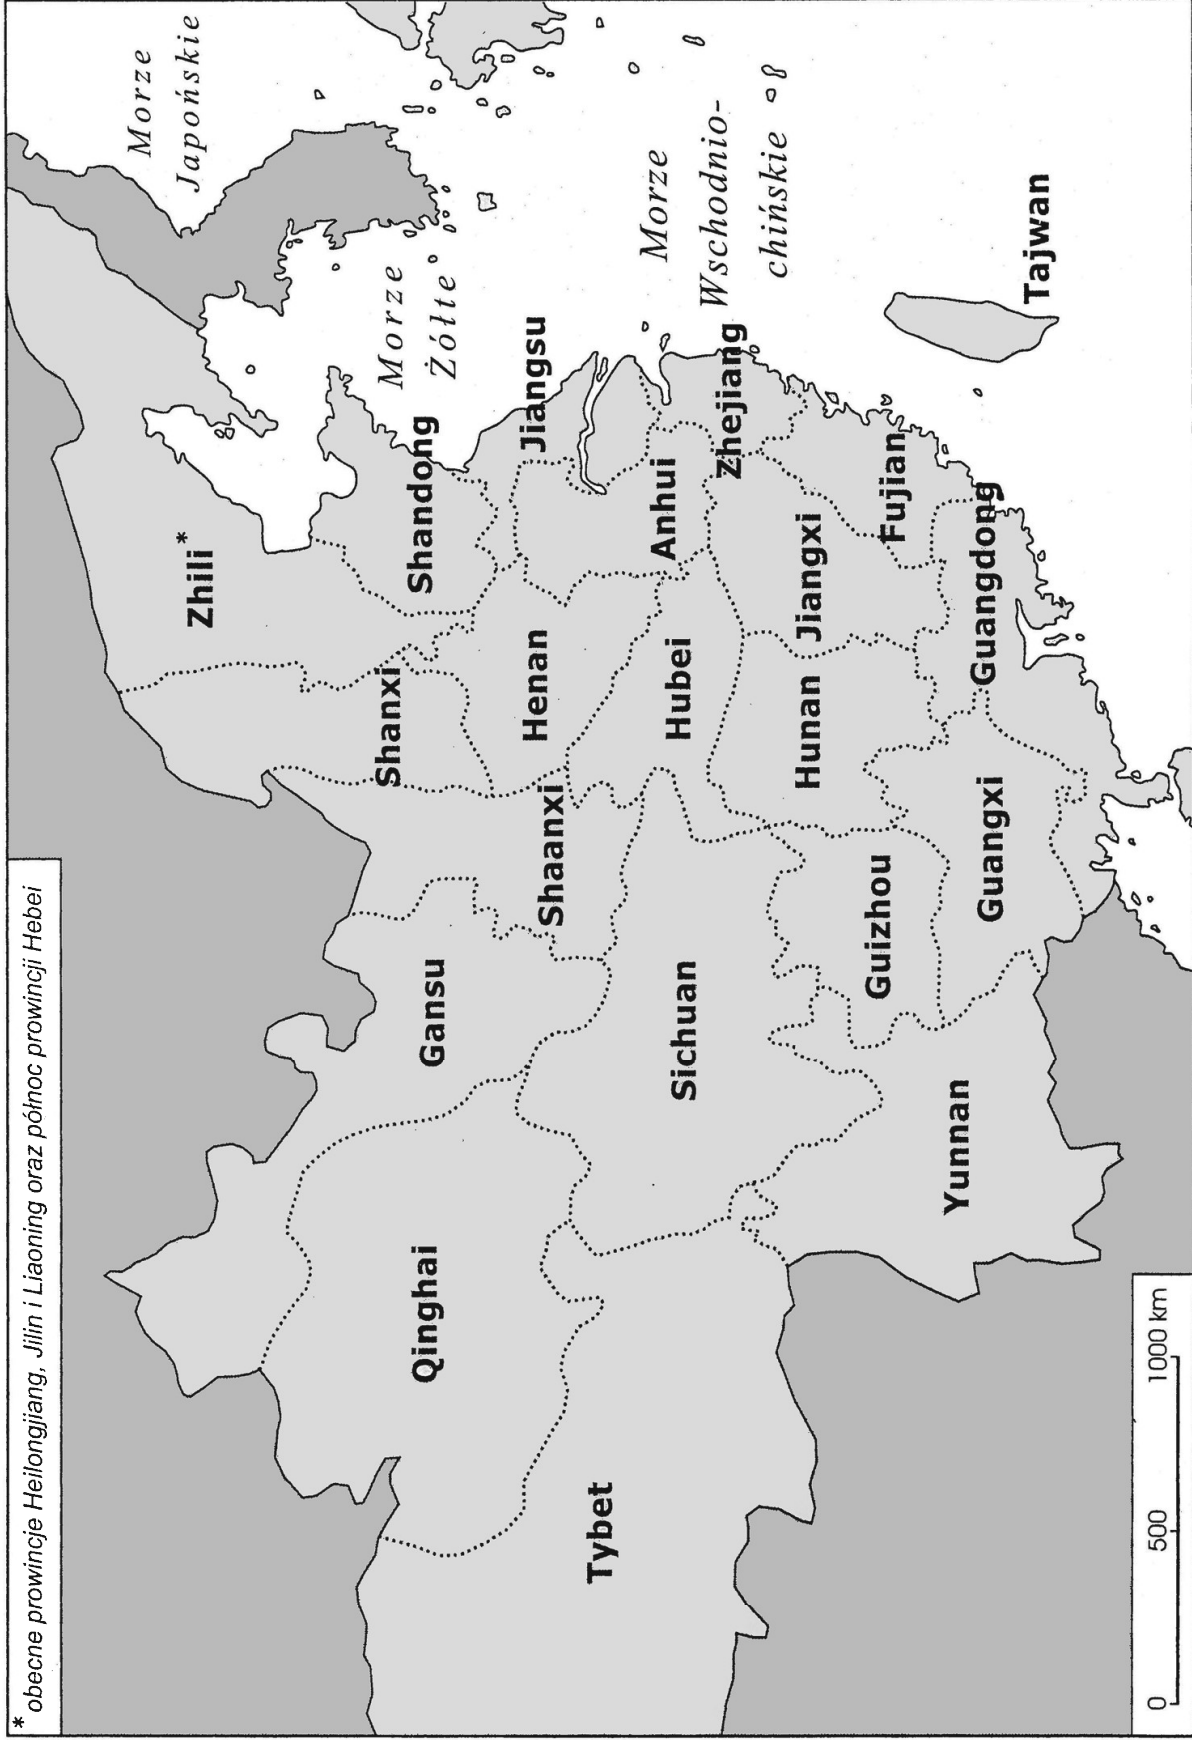 * obecne prowincje Heilongjiang, Jilin i Liaoning oraz północ prowincji Hebei
Morze
Japońskie
Zhili*
Morze
Żółte
Shanxi
Shandong
Gansu
Qinghai
Jiangsu
Henan
Shaanxi
Tybet
Morze
Wschodnio-
chińskie
Anhui
Hubei
Sichuan
Zhejiang
Jiangxi
Hunan
Fujian
Guizhou
Tajwan
Guangdong
Guangxi
Yunnan
0 500 1000 km